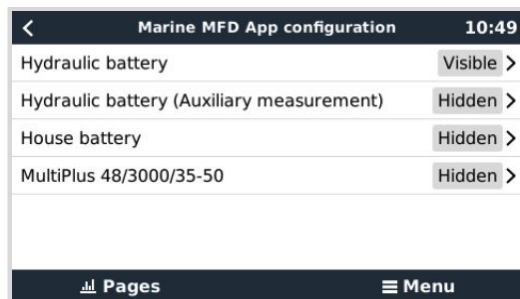 Marine MFD App configuration 10:49
Hydraulic battery Visible
Hydraulic battery (Auxiliary measurement) Hidden
House battery Hidden
MultiPlus 48/3000/35-50 Hidden
Pages Menu